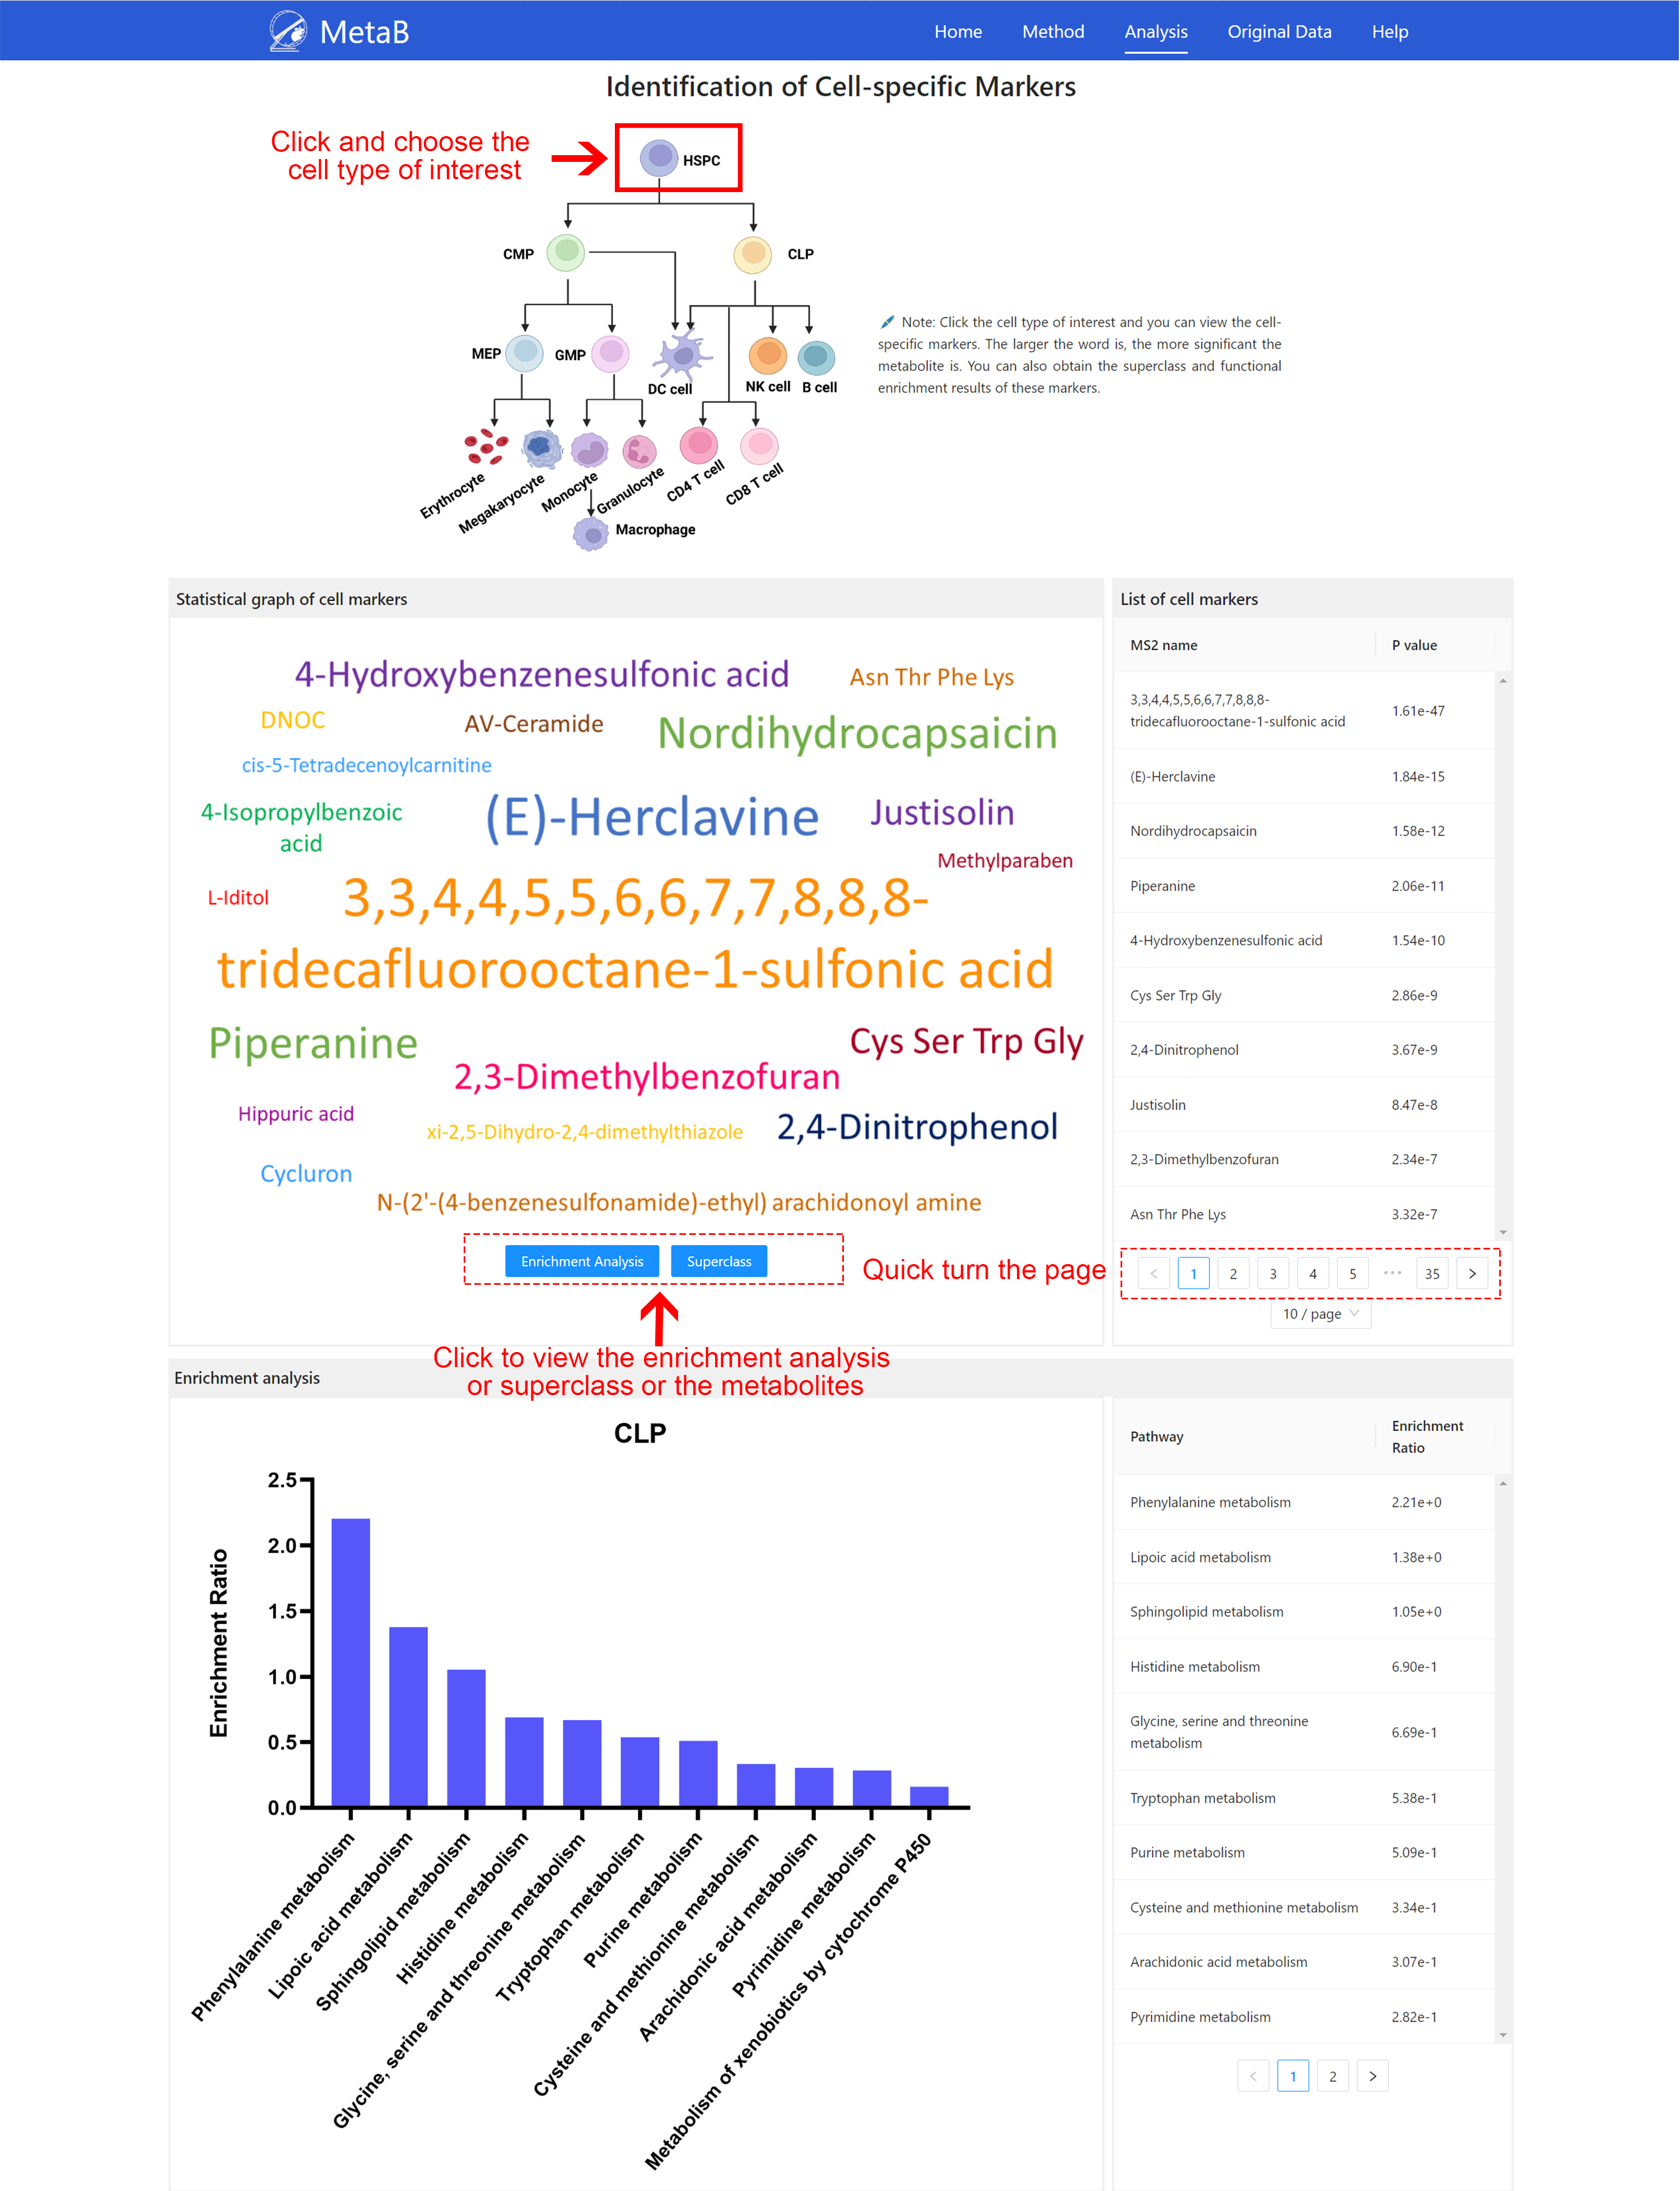 MetaB
Home
Method
Analysis
Original Data
Help
Identification of Cell-specific Markers
Click and choose the
cell type of interest
HSPC
CMP
CLP
MEP
GMP
DC cell
NK cell
B cell
Note: Click the cell type of interest and you can view the cell-
specific markers. The larger the word is, the more significant the
metabolite is. You can also obtain the superclass and functional
enrichment results of these markers.
Erythrocyte
Megakaryocyte
Monocyte
Granulocyte
CD4 T cell
CD8 T cell
Macrophage
Statistical graph of cell markers
4-Hydroxybenzenesulfonic acid
Asn Thr Phe Lys
DNOC
AV-Ceramide
Nordihydrocapsaicin
cis-5-Tetradecenoylcarnitine
4-Isopropylbenzoic
acid
(E)-Herclavine
Justisolin
Methylparaben
L-Iditol
3,3,4,4,5,5,6,6,7,7,8,8,8-
tridecafluorooctane-1-sulfonic acid
Piperanine
Cys Ser Trp Gly
2,3-Dimethylbenzofuran
Hippuric acid
xi-2,5-Dihydro-2,4-dimethylthiazole
2,4-Dinitrophenol
Cycluron
N-(2'-(4-benzenesulfonamide)-ethyl) arachidonoyl amine
Enrichment Analysis
Superclass
Click to view the enrichment analysis
or superclass or the metabolites
Quick turn the page
List of cell markers
MS2 name
P value
3,3,4,4,5,5,6,6,7,7,8,8,8-
tridecafluorooctane-1-sulfonic acid
1.61e-47
(E)-Herclavine
1.84e-15
Nordihydrocapsaicin
1.58e-12
Piperanine
2.06e-11
4-Hydroxybenzenesulfonic acid
1.54e-10
Cys Ser Trp Gly
2.86e-9
2,4-Dinitrophenol
3.67e-9
Justisolin
8.47e-8
2,3-Dimethylbenzofuran
2.34e-7
Asn Thr Phe Lys
3.32e-7
< 1 2 3 4 5 ••• 35 >
10 / page
Enrichment analysis
CLP
Enrichment Ratio
2.5
2.0
1.5
1.0
0.5
0.0
Phenylalanine metabolism
Lipoic acid metabolism
Sphingolipid metabolism
Histidine metabolism
Glycine, serine and threonine metabolism
Tryptophan metabolism
Purine metabolism
Cysteine and methionine metabolism
Arachidonic acid metabolism
Pyrimidine metabolism
Metabolism of xenobiotics by cytochrome P450
Pathway
Enrichment
Ratio
Phenylalanine metabolism
2.21e+0
Lipoic acid metabolism
1.38e+0
Sphingolipid metabolism
1.05e+0
Histidine metabolism
6.90e-1
Glycine, serine and threonine
metabolism
6.69e-1
Tryptophan metabolism
5.38e-1
Purine metabolism
5.09e-1
Cysteine and methionine metabolism
3.34e-1
Arachidonic acid metabolism
3.07e-1
Pyrimidine metabolism
2.82e-1
< 1 2 >